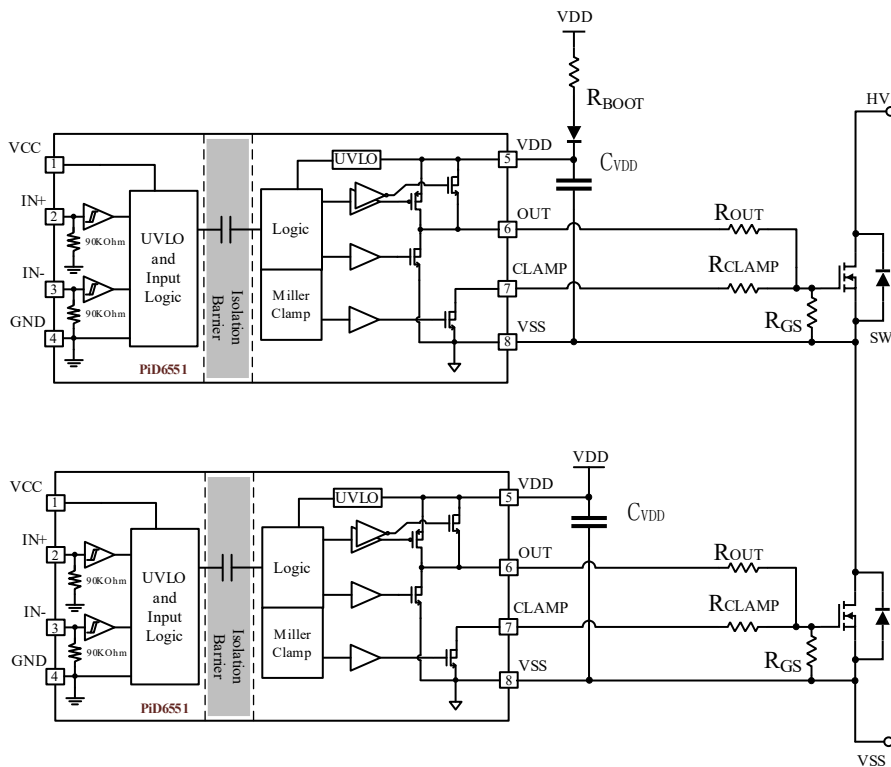 VDD
RBOOT
HV
VCC
1
UVLO
5
VDD
CVDD
IN+
2
90KOhm
UVLO
and
Input
Logic
Isolation
Barrier
Logic
6
OUT
ROUT
IN-
3
90KOhm
Miller
Clamp
7
CLAMP
RCLAMP
RGS
GND
4
8
VSS
SW
PiD6551
VDD
VCC
1
UVLO
5
VDD
CVDD
IN+
2
90KOhm
UVLO
and
Input
Logic
Isolation
Barrier
Logic
6
OUT
ROUT
IN-
3
90KOhm
Miller
Clamp
7
CLAMP
RCLAMP
RGS
GND
4
8
VSS
PiD6551
VSS